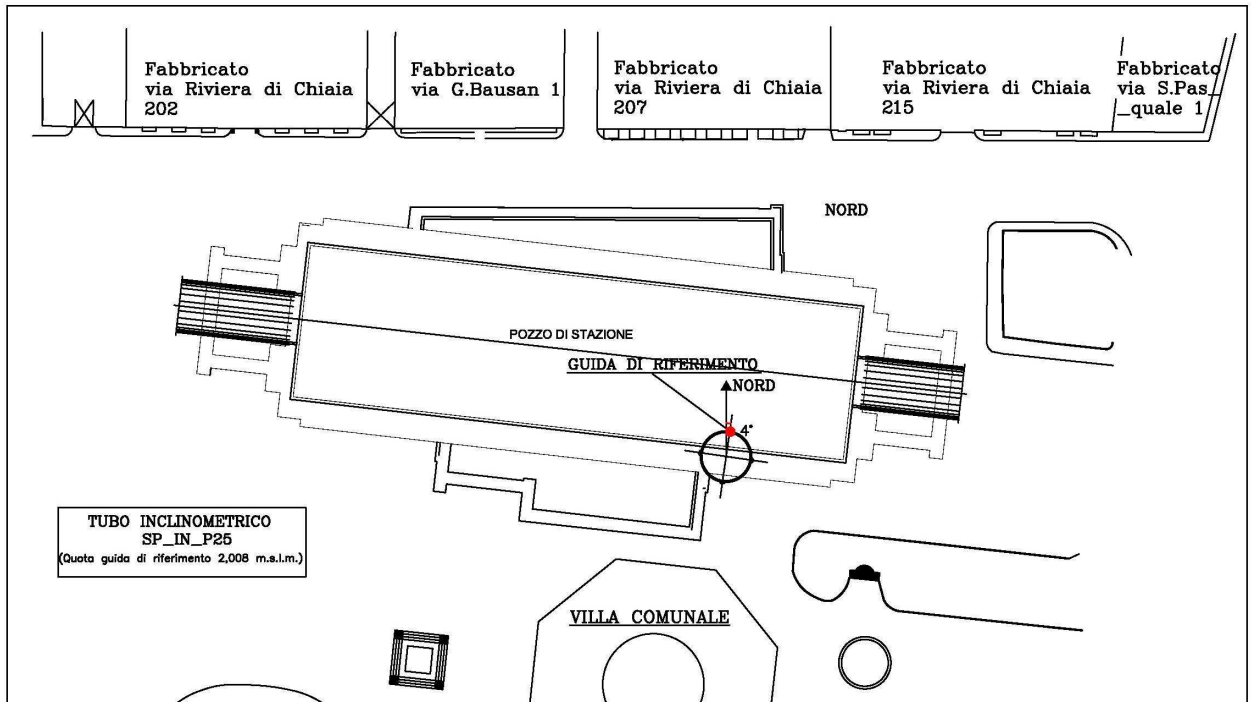 Fabbricato
via Riviera di Chiaia
202
Fabbricato
via G.Bausan 1
Fabbricato
via Riviera di Chiaia
207
Fabbricato
via Riviera di Chiaia
215
Fabbricato
via S.Pas_
_quale 1
NORD
POZZO DI STAZIONE
GUIDA DI RIFERIMENTO
NORD
4°
TUBO INCLINOMETRICO
SP_IN_P25
(Quota guida di riferimento 2,008 m.s.l.m.)
VILLA COMUNALE